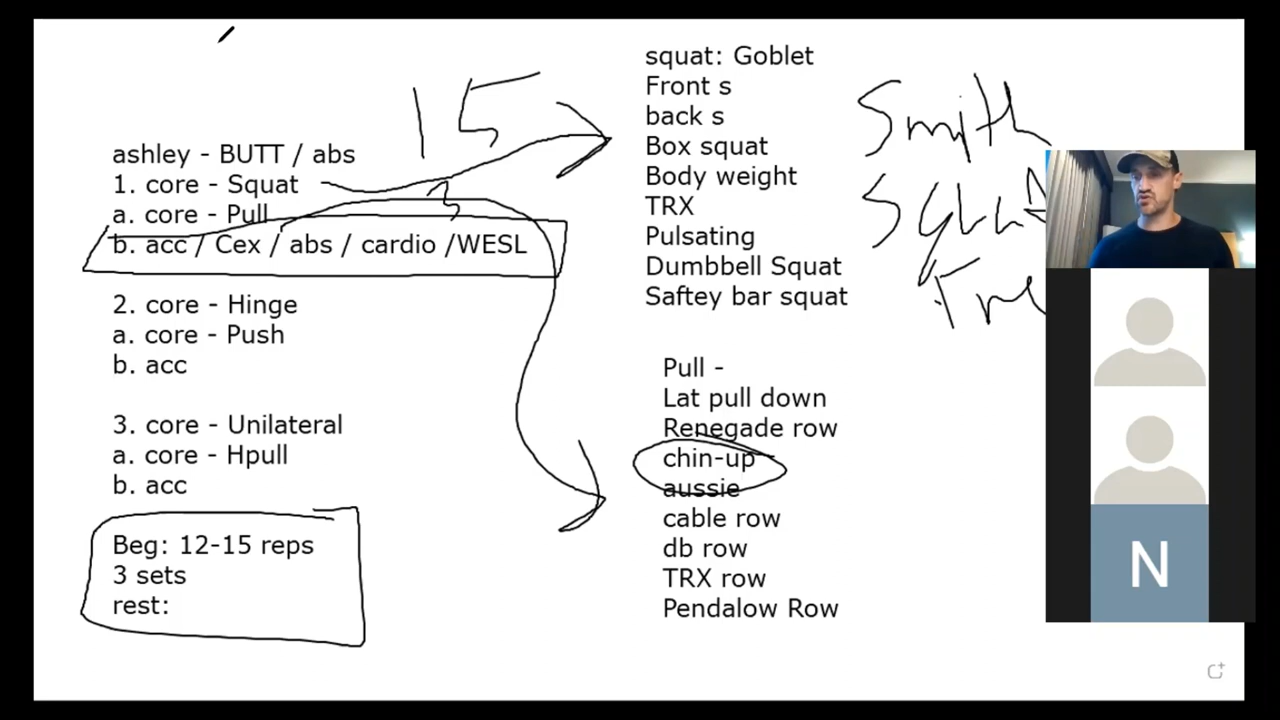 15
ashley - BUTT / abs
1. core - Squat
a. core - Pull
b. acc / Cex / abs / cardio /WESL
2. core - Hinge
a. core - Push
b. acc
3. core - Unilateral
a. core - Hpull
b. acc
Beg: 12-15 reps
3 sets
rest:
squat: Goblet
Front s
back s
Box squat
Body weight
TRX
Pulsating
Dumbbell Squat
Saftey bar squat
Smith
Pull -
Lat pull down
Renegade row
chin-up
aussie
cable row
db row
TRX row
Pendalow Row
N